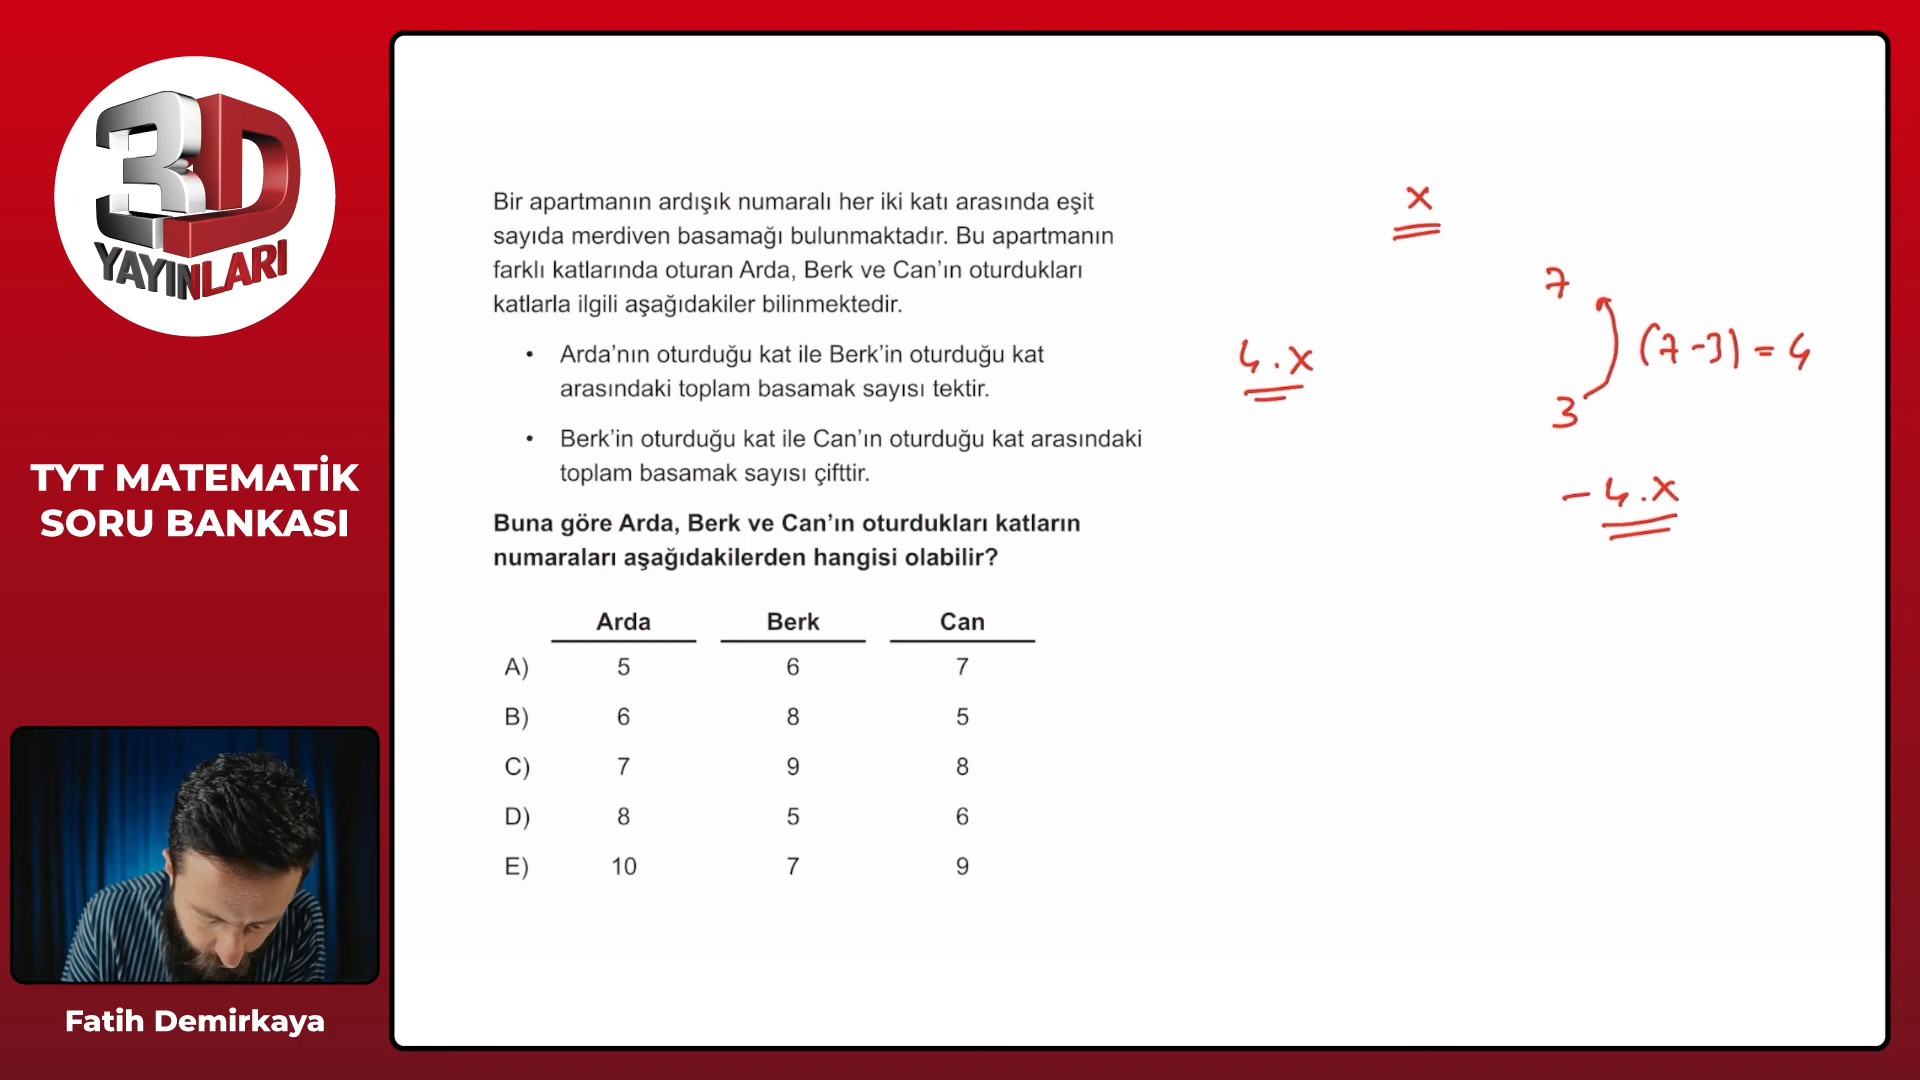 3D
YAYINLARI
TYT MATEMATİK
SORU BANKASI
Fatih Demirkaya
Bir apartmanın ardışık numaralı her iki katı arasında eşit
sayıda merdiven basamağı bulunmaktadır. Bu apartmanın
farklı katlarında oturan Arda, Berk ve Can’ın oturdukları
katlarla ilgili aşağıdakiler bilinmektedir.
• Arda’nın oturduğu kat ile Berk’in oturduğu kat
arasındaki toplam basamak sayısı tektir.
• Berk’in oturduğu kat ile Can’ın oturduğu kat arasındaki
toplam basamak sayısı çifttir.
Buna göre Arda, Berk ve Can’ın oturdukları katların
numaraları aşağıdakilerden hangisi olabilir?
Arda Berk Can
A) 5 6 7
B) 6 8 5
C) 7 9 8
D) 8 5 6
E) 10 7 9
x
4.x
7
(7-3) = 4
3
- 4.x